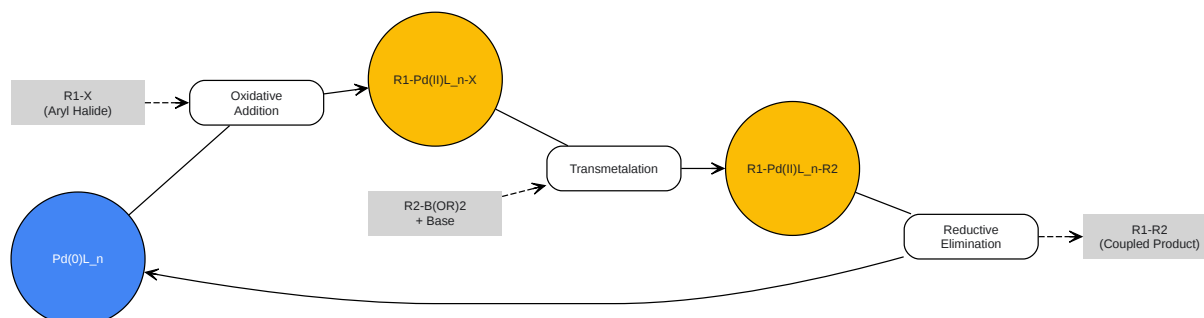 R1-X
(Aryl Halide)
Oxidative
Addition
R1-Pd(II)L_n-X
Pd(0)L_n
R2-B(OR)2
+ Base
Transmetalation
R1-Pd(II)L_n-R2
Reductive
Elimination
R1-R2
(Coupled Product)